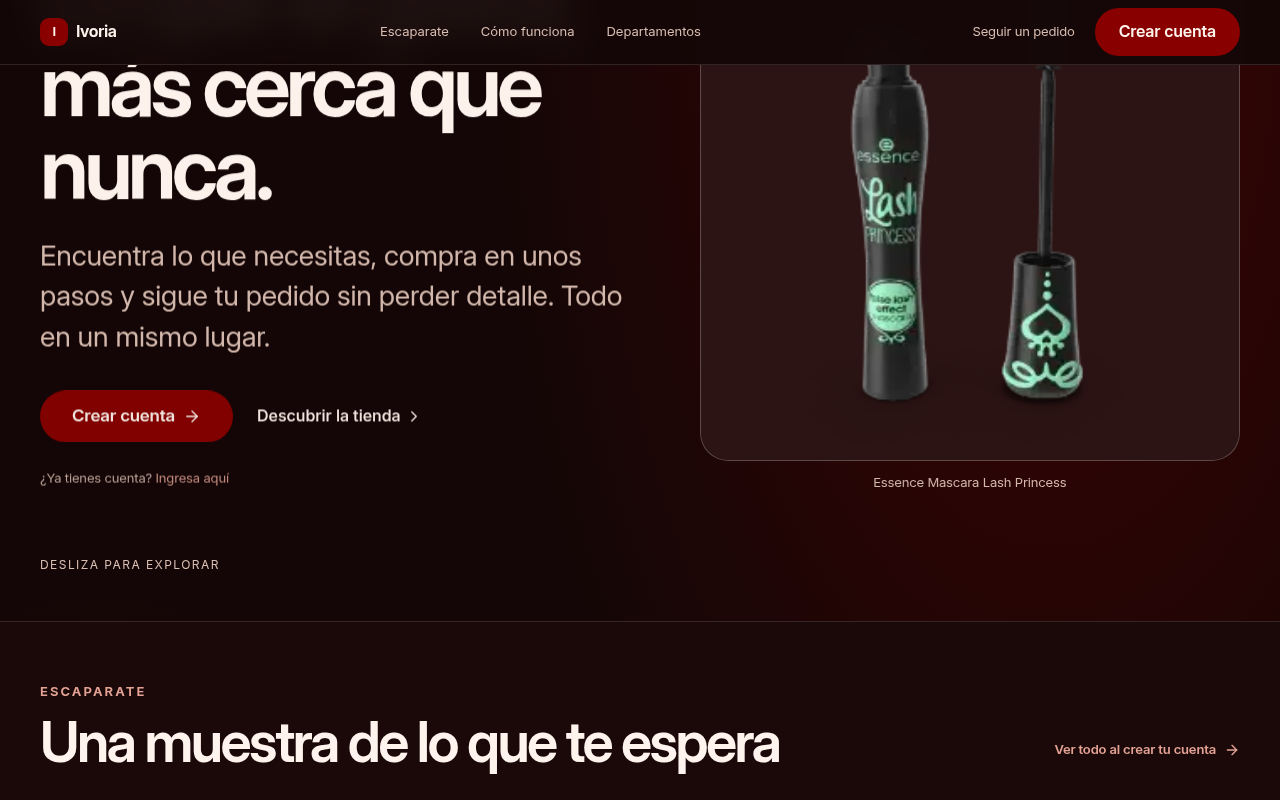 I Ivoria
Escaparate
Cómo funciona
Departamentos
Seguir un pedido
Crear cuenta
más cerca que
nunca.
Encuentra lo que necesitas, compra en unos
pasos y sigue tu pedido sin perder detalle. Todo
en un mismo lugar.
Crear cuenta
Descubrir la tienda
¿Ya tienes cuenta? Ingresa aquí
DESLIZA PARA EXPLORAR
essence
Lash
PRINCESS
false lash
effect
mascara
Essence Mascara Lash Princess
ESCAPARATE
Una muestra de lo que te espera
Ver todo al crear tu cuenta